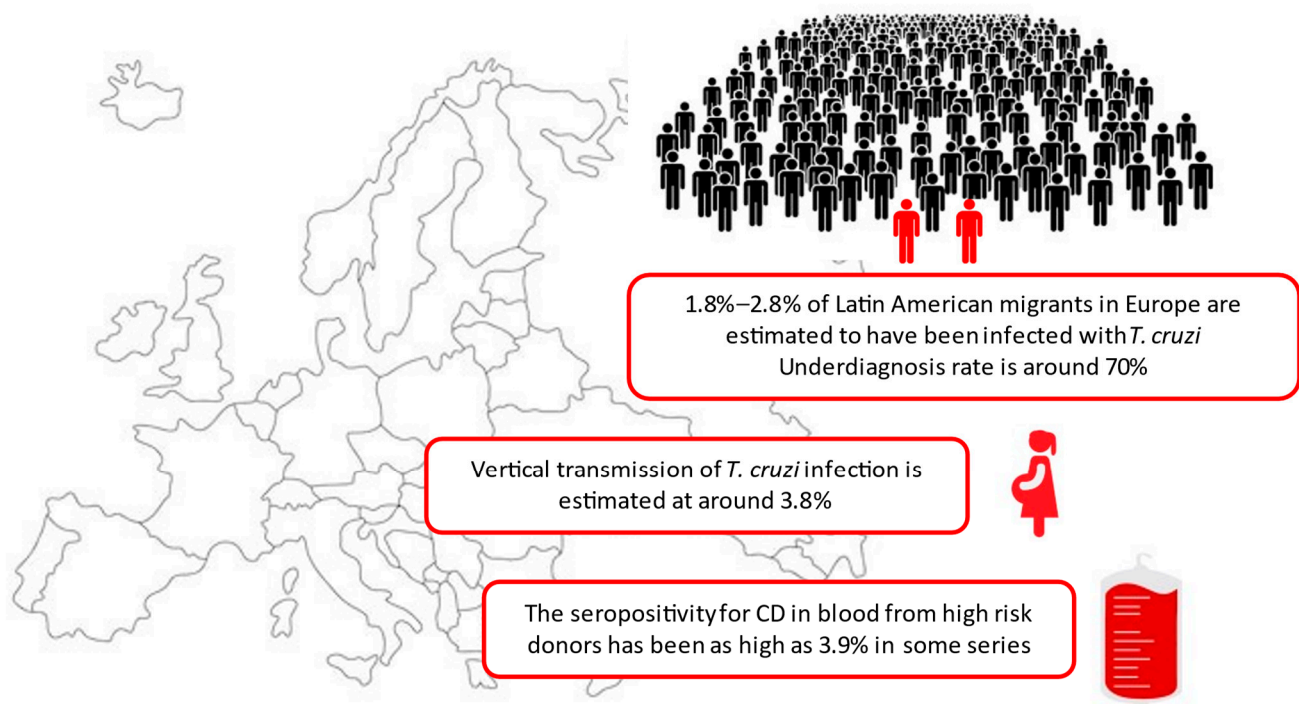 1.8%–2.8% of Latin American migrants in Europe are
estimated to have been infected with T. cruzi
Underdiagnosis rate is around 70%
Vertical transmission of T. cruzi infection is
estimated at around 3.8%
The seropositivity for CD in blood from high risk
donors has been as high as 3.9% in some series